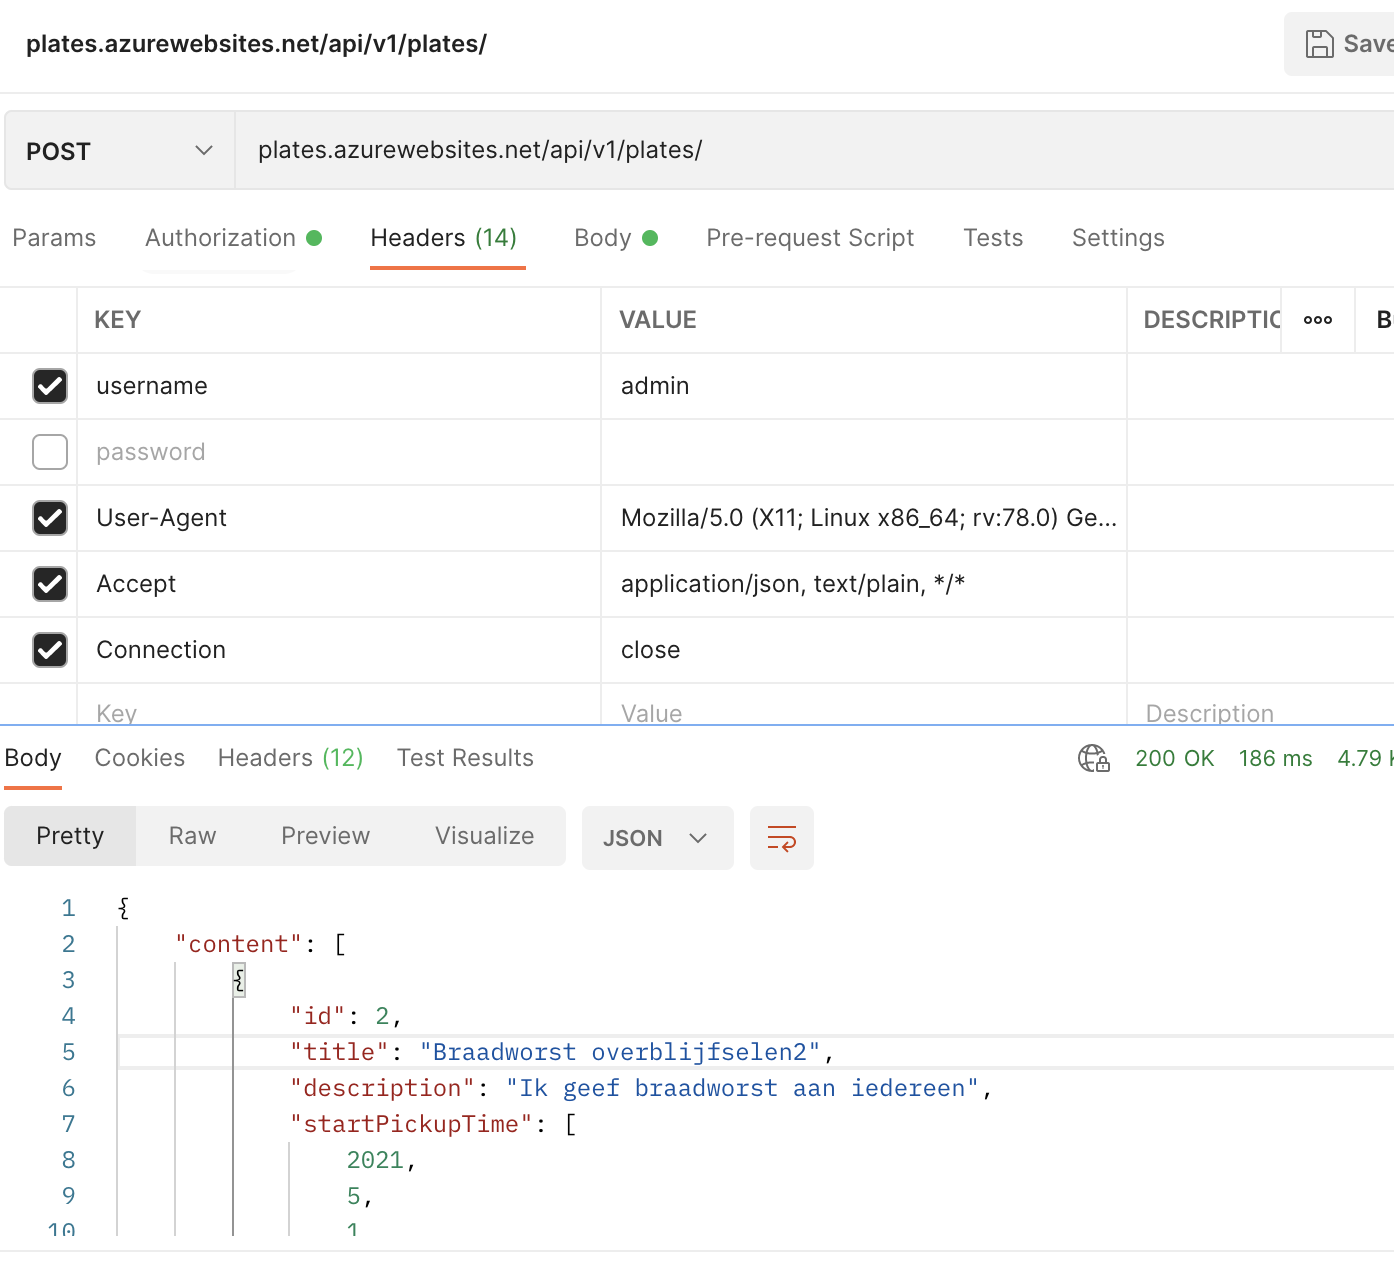 plates.azurewebsites.net/api/v1/plates/
Save
POST plates.azurewebsites.net/api/v1/plates/
Params Authorization Headers (14) Body Pre-request Script Tests Settings
KEY VALUE DESCRIPTIO ooo B
username admin
password
User-Agent Mozilla/5.0 (X11; Linux x86_64; rv:78.0) Ge...
Accept application/json, text/plain, */*
Connection close
Key Value Description
Body Cookies Headers (12) Test Results 200 OK 186 ms 4.79 K
Pretty Raw Preview Visualize JSON
1 {
2 "content": [
3 {
4 "id": 2,
5 "title": "Braadworst overblijfselen2",
6 "description": "Ik geef braadworst aan iedereen",
7 "startPickupTime": [
8 2021,
9 5,
10 1